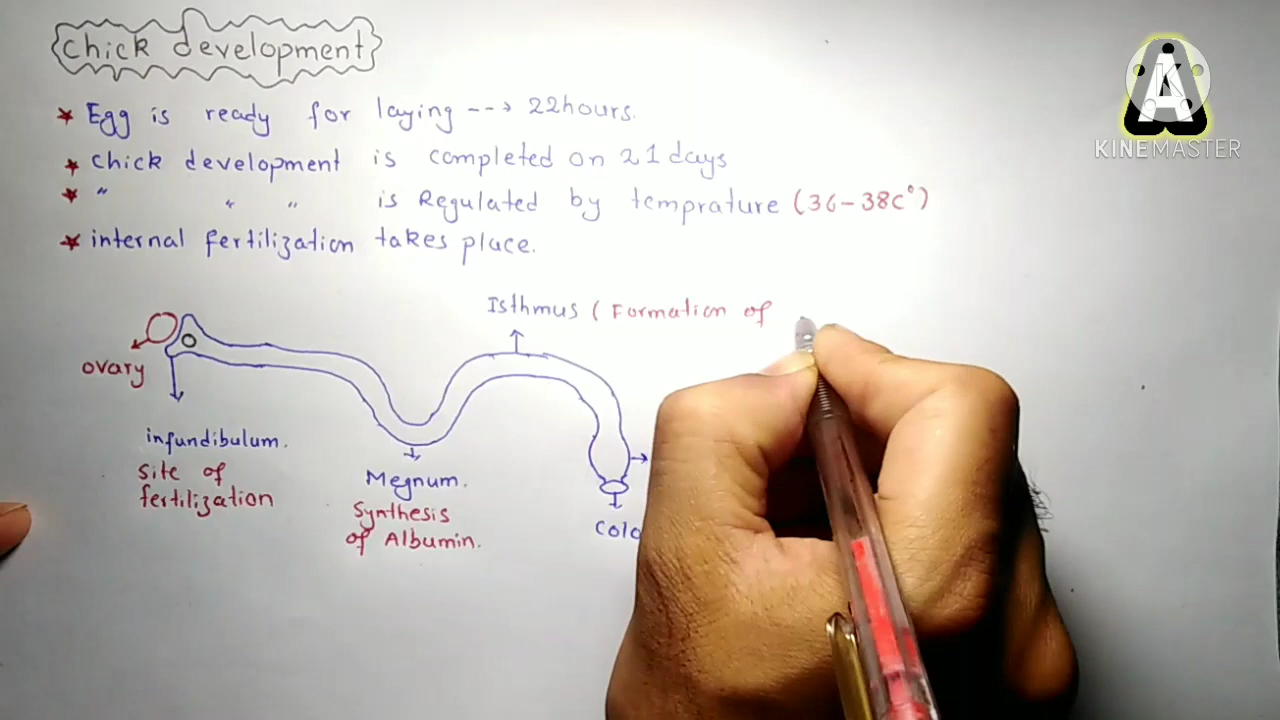 chick development
Egg is ready for laying --→ 22hours.
chick development is completed on 21 days
" " " is Regulated by temprature (36-38c°)
internal fertilization takes place.
Isthmus (Formation of
ovary
infundibulum.
site of
fertilization
Megnum.
Synthesis
of Albumin.
Colo
A
K
KINEMASTER